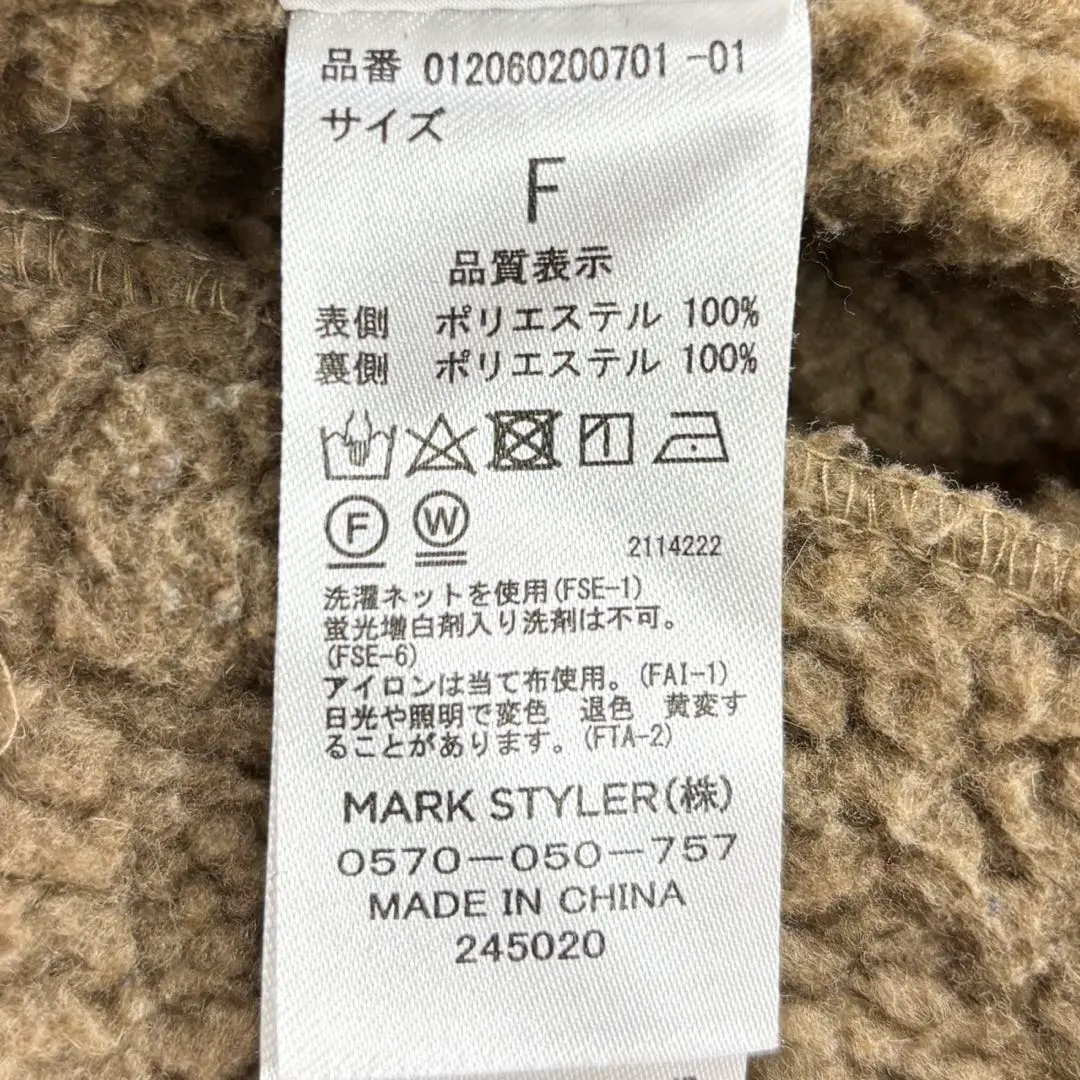 品番 012060200701 -01
サイズ
F
品質表示
表側 ポリエステル 100%
裏側 ポリエステル 100%
F W
2114222
洗濯ネットを使用(FSE-1)
蛍光増白剤入り洗剤は不可。
(FSE-6)
アイロンは当て布使用。(FAI-1)
日光や照明で変色 退色 黄変す
ることがあります。(FTA-2)
MARK STYLER(株)
0570-050-757
MADE IN CHINA
245020